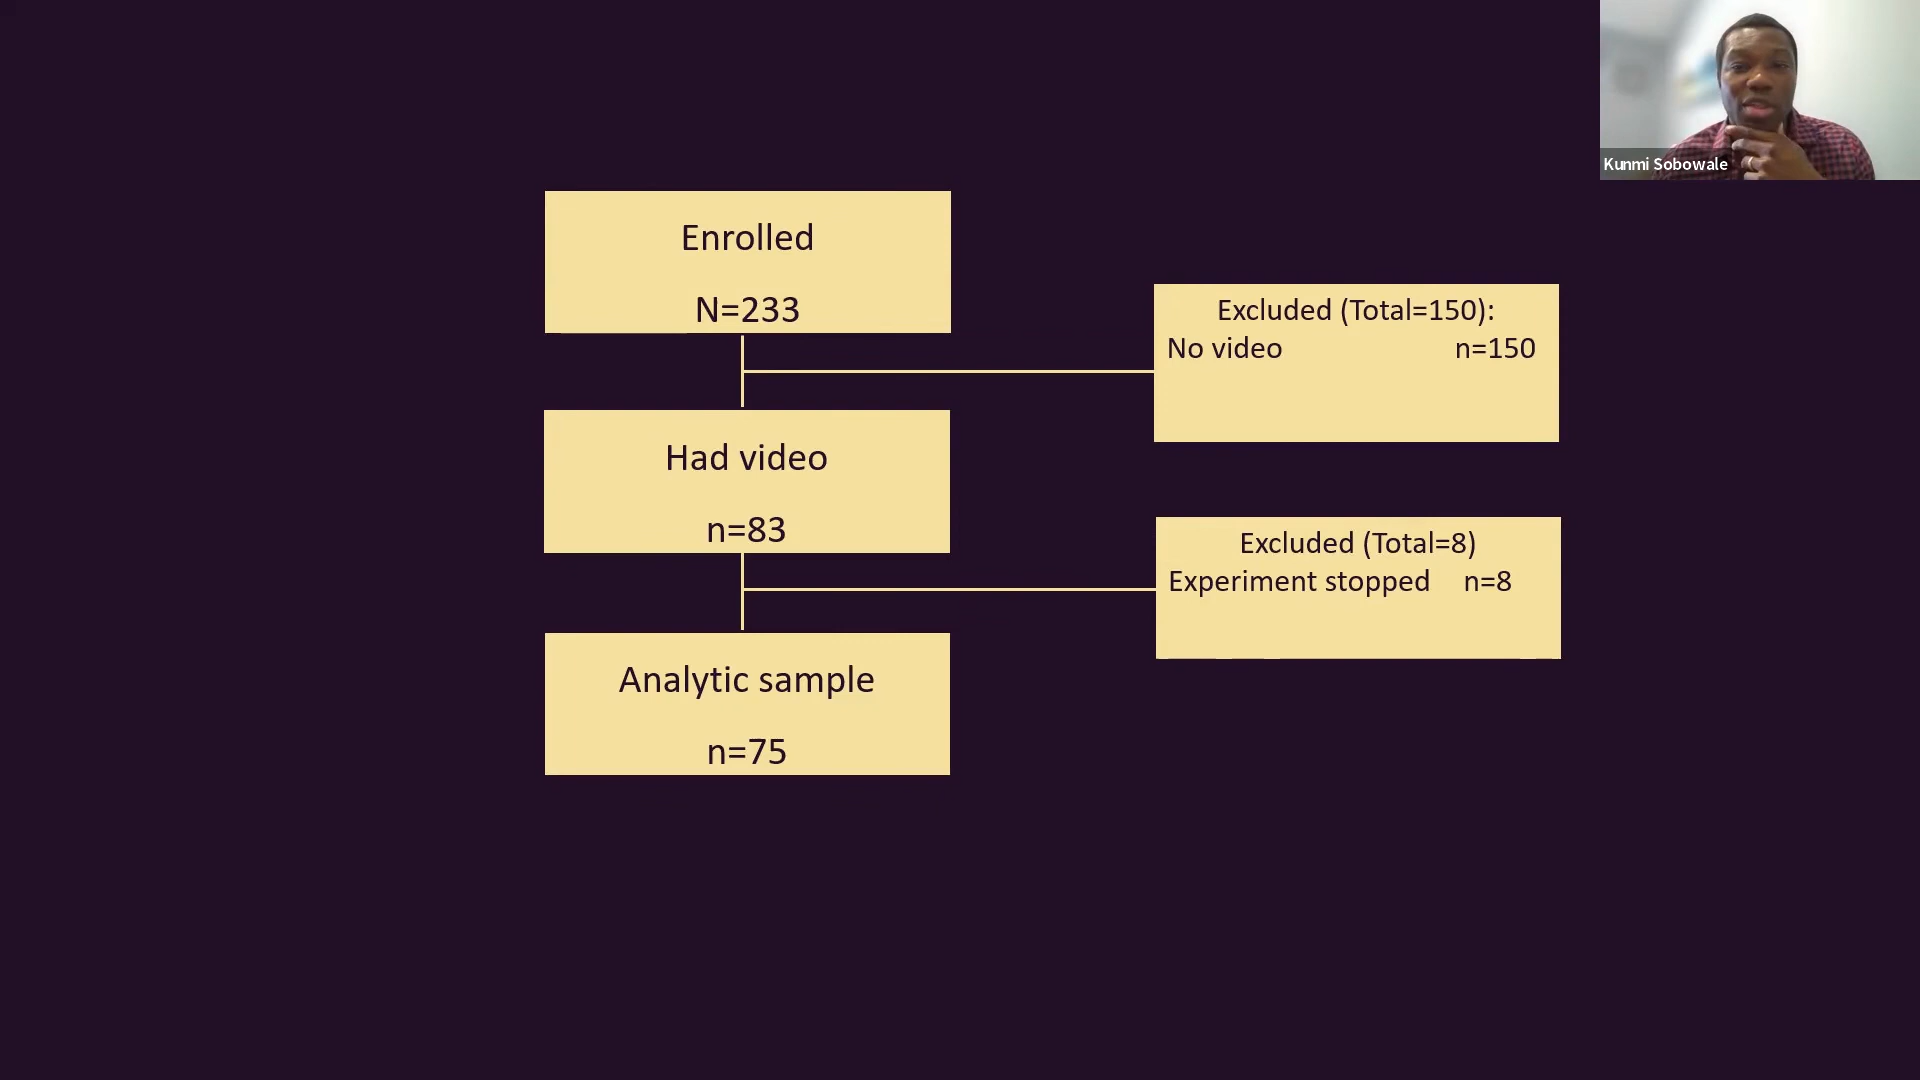 Kunmi Sobowale
Enrolled
N=233
Excluded (Total=150):
No video n=150
Had video
n=83
Excluded (Total=8)
Experiment stopped n=8
Analytic sample
n=75